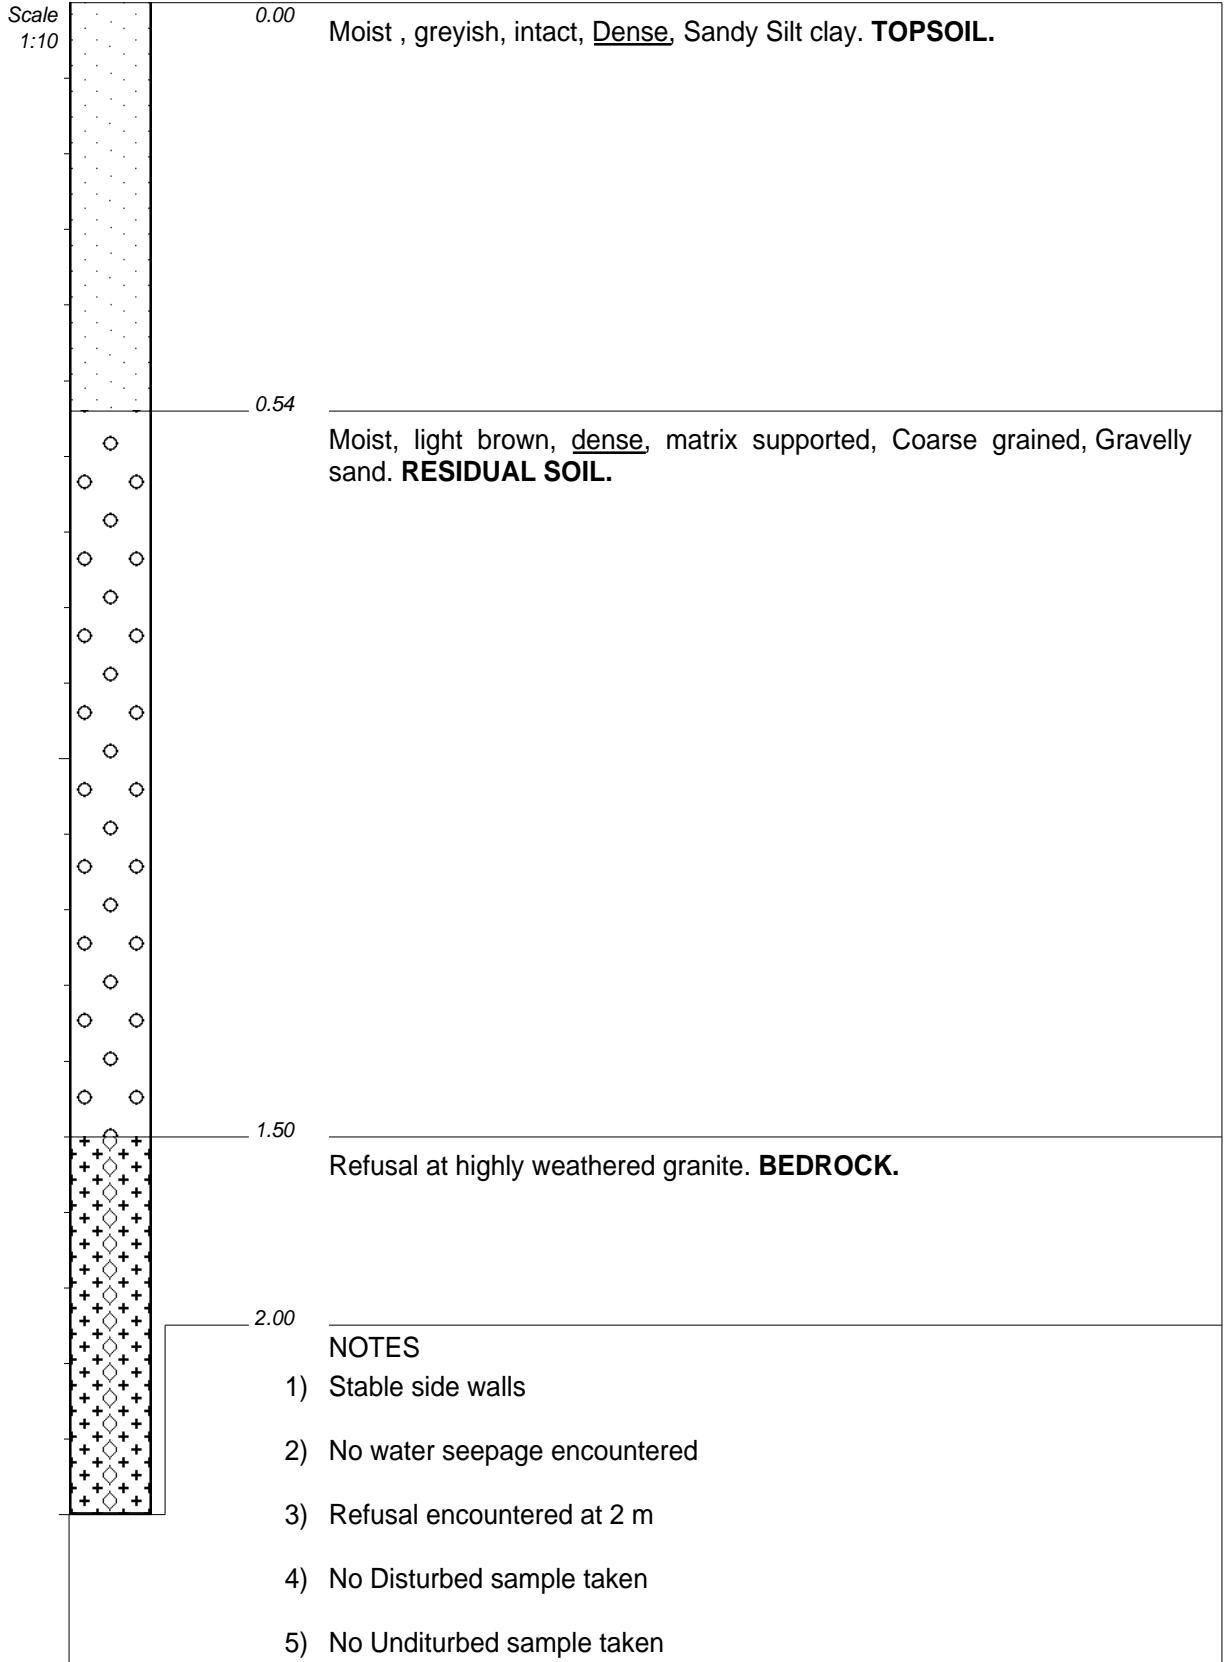 Scale
1:10
0.00
Moist , greyish, intact, Dense, Sandy Silt clay. TOPSOIL.
0.54
Moist, light brown, dense, matrix supported, Coarse grained, Gravelly
sand. RESIDUAL SOIL.
1.50
Refusal at highly weathered granite. BEDROCK.
2.00
NOTES
1) Stable side walls
2) No water seepage encountered
3) Refusal encountered at 2 m
4) No Disturbed sample taken
5) No Unditurbed sample taken